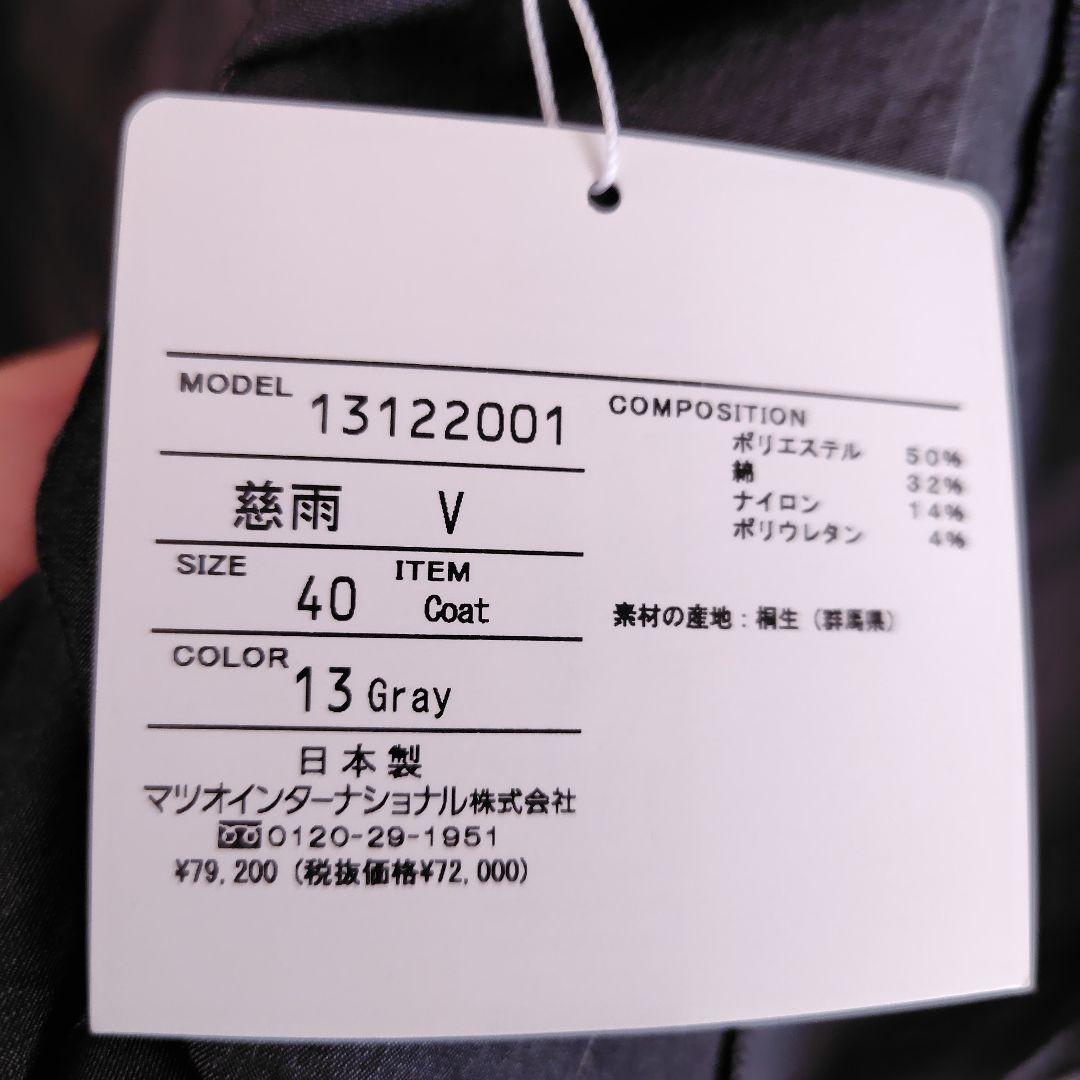 MODEL 13122001
慈雨 V
SIZE 40 ITEM Coat
COLOR 13 Gray
日本製
マツオインターナショナル株式会社
0120-29-1951
¥79,200 (税抜価格¥72,000)
COMPOSITION
ポリエステル 50%
綿 32%
ナイロン 14%
ポリウレタン 4%
素材の産地：桐生（群馬県）